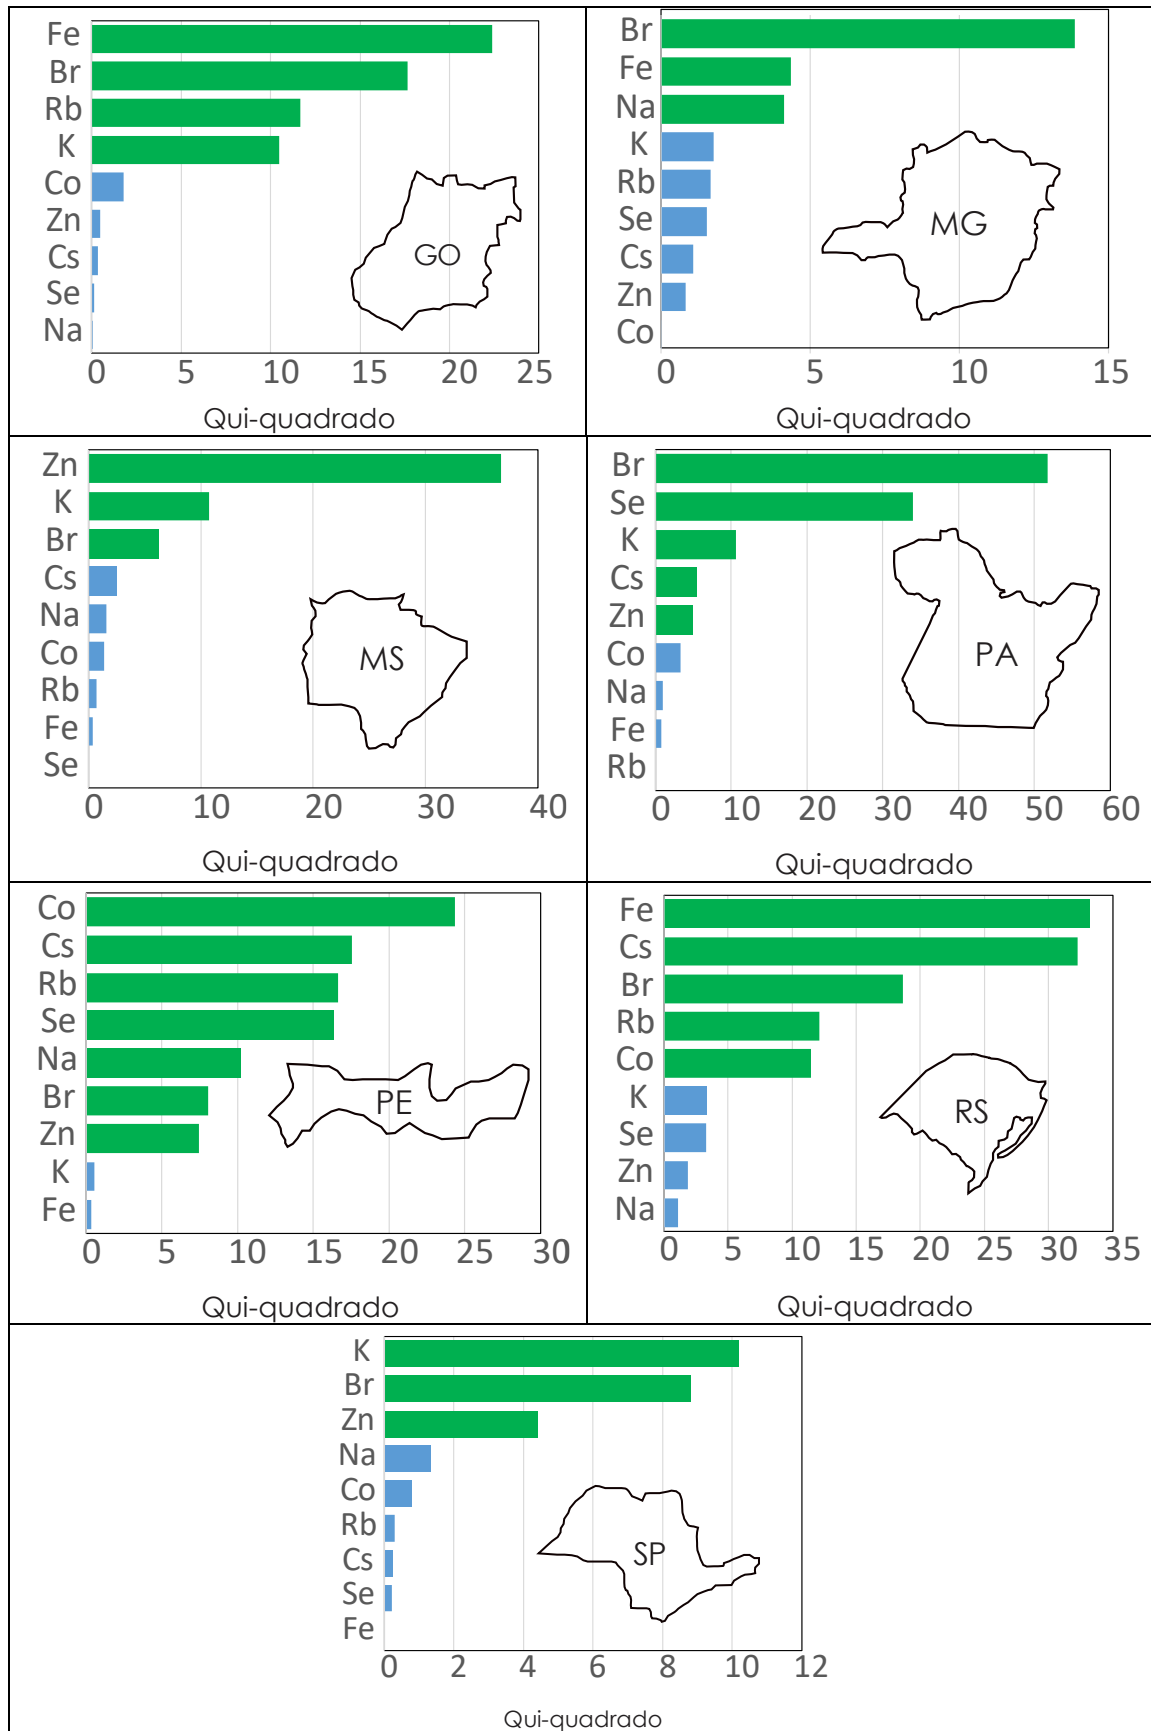 Fe
Br
Rb
K
Co
Zn
Cs
Se
Na
GO
0 5 10 15 20 25
Qui-quadrado
Br
Fe
Na
K
Rb
Se
Cs
Zn
Co
MG
0 5 10 15
Qui-quadrado
Zn
K
Br
Cs
Na
Co
Rb
Fe
Se
MS
0 10 20 30 40
Qui-quadrado
Br
Se
K
Cs
Zn
Co
Na
Fe
Rb
PA
0 10 20 30 40 50 60
Qui-quadrado
Co
Cs
Rb
Se
Na
Br
Zn
K
Fe
PE
0 5 10 15 20 25 30
Qui-quadrado
Fe
Cs
Br
Rb
Co
K
Se
Zn
Na
RS
0 5 10 15 20 25 30 35
Qui-quadrado
K
Br
Zn
Na
Co
Rb
Cs
Se
Fe
SP
0 2 4 6 8 10 12
Qui-quadrado